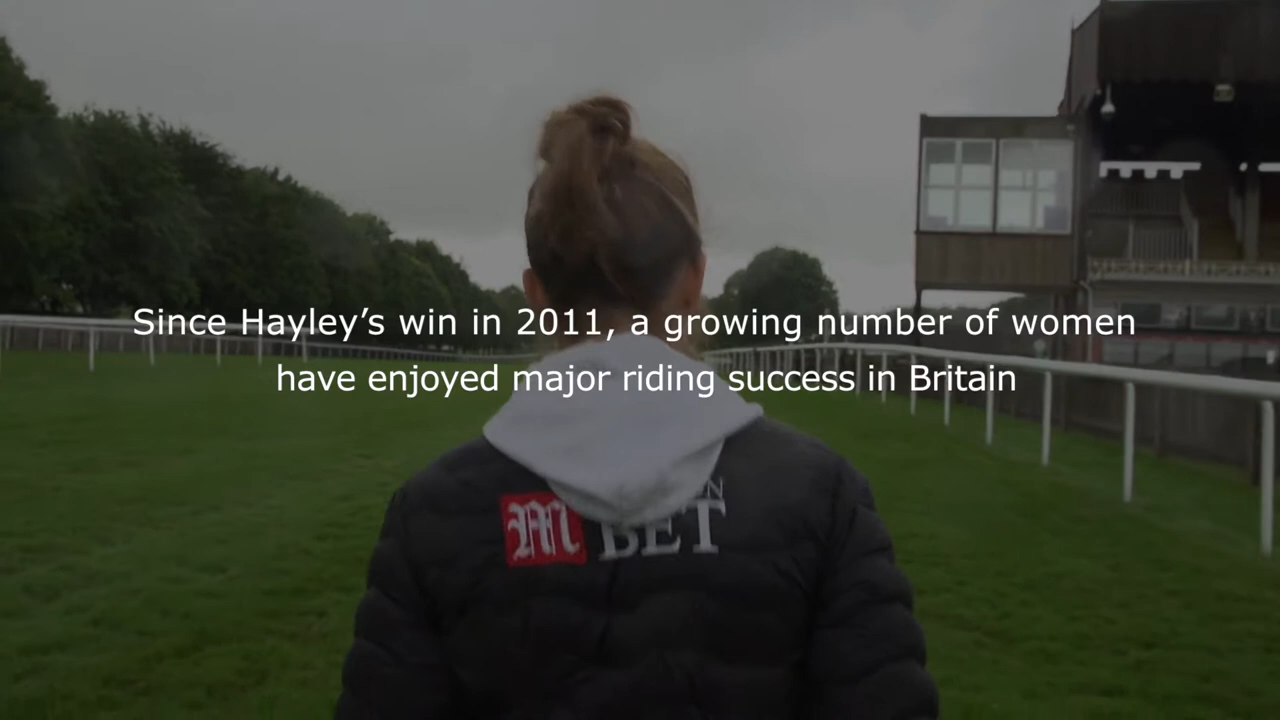 Since Hayley’s win in 2011, a growing number of women
have enjoyed major riding success in Britain
M
BET